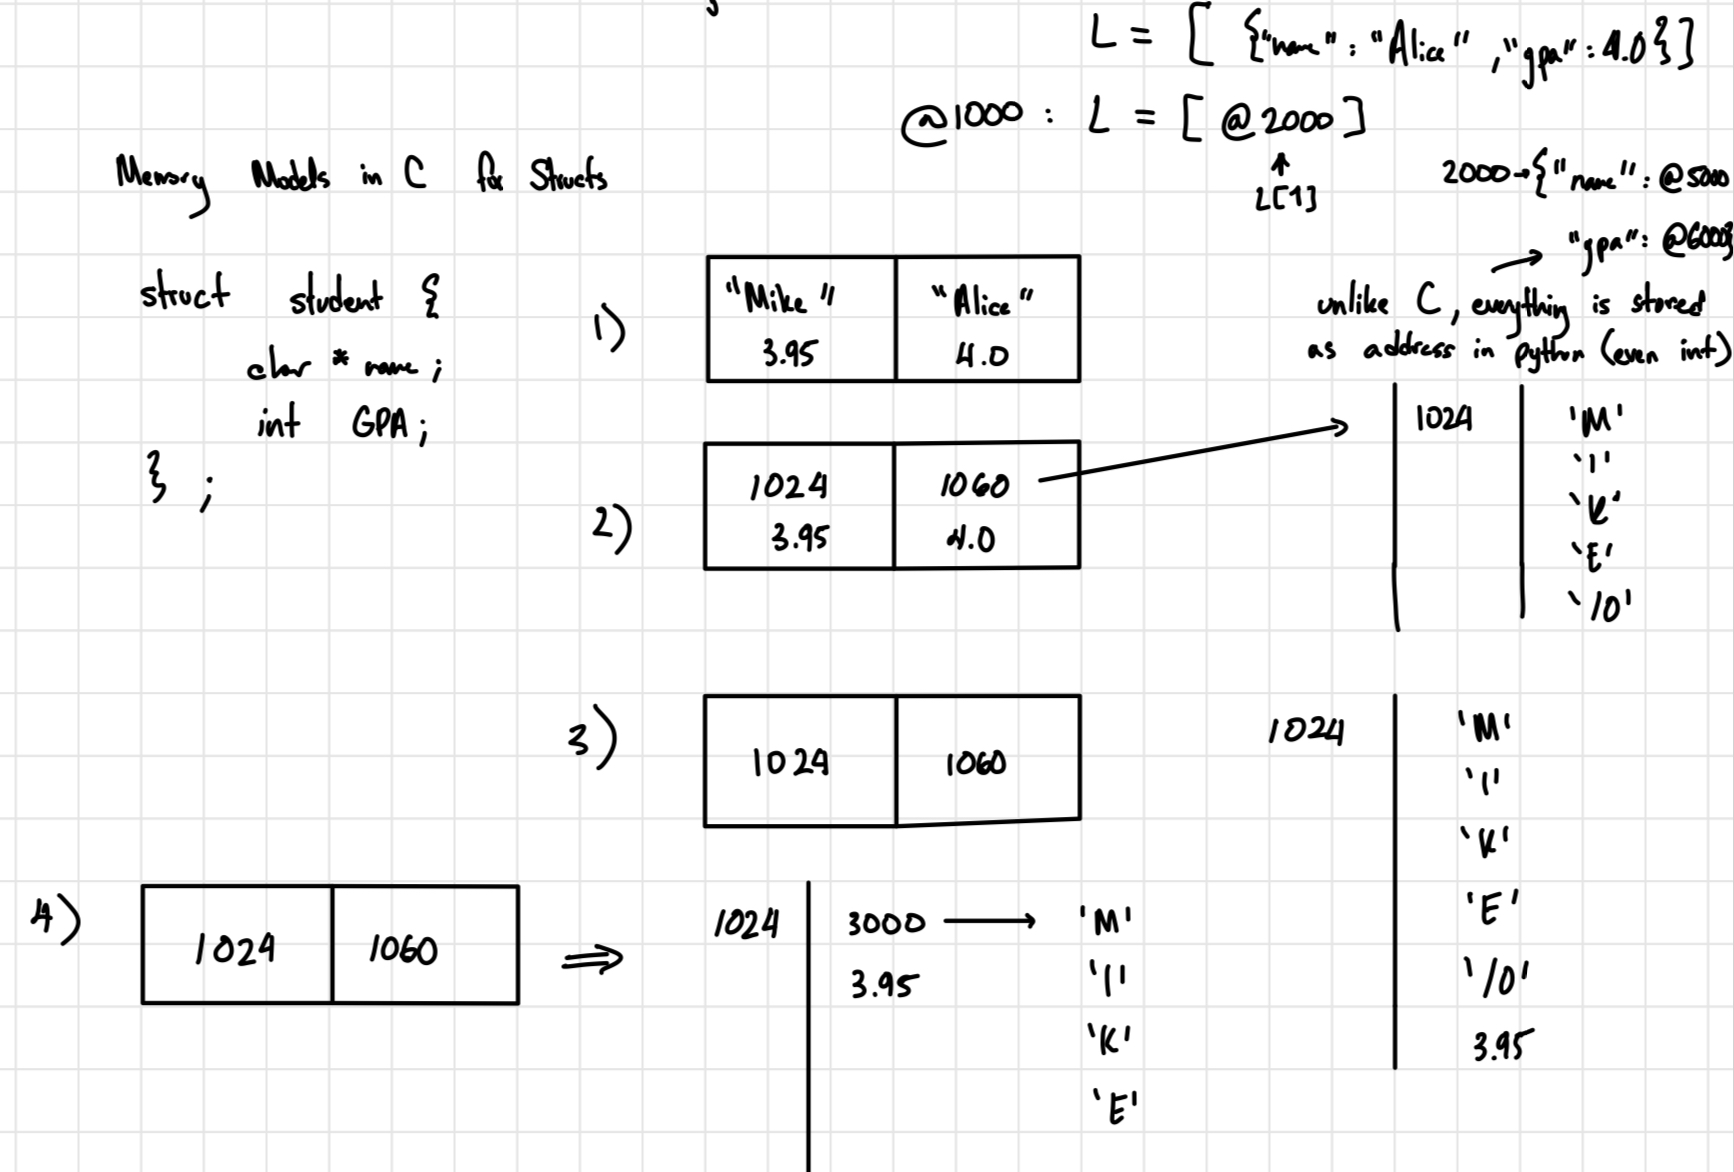 L = [ {"name" : "Alice" , "gpa" : 4.0}]
@1000 : L = [ @2000 ]
↑
L[1]
2000→{"name" : @5000
"gpa" : @6000}
unlike C, everything is stored
as address in python (even int)
Memory Models in C for Structs
struct student {
char * name ;
int GPA ;
} ;
1)
"Mike" "Alice"
3.95 4.0
2)
1024 1060
3.95 4.0
1024 'M'
'I'
'K'
'E'
'/0'
3)
1024 1060
1024 'M'
'I'
'K'
'E'
'/0'
3.95
4)
1024 1060 ⇒ 1024 3000 → 'M'
3.95 'I'
'K'
'E'